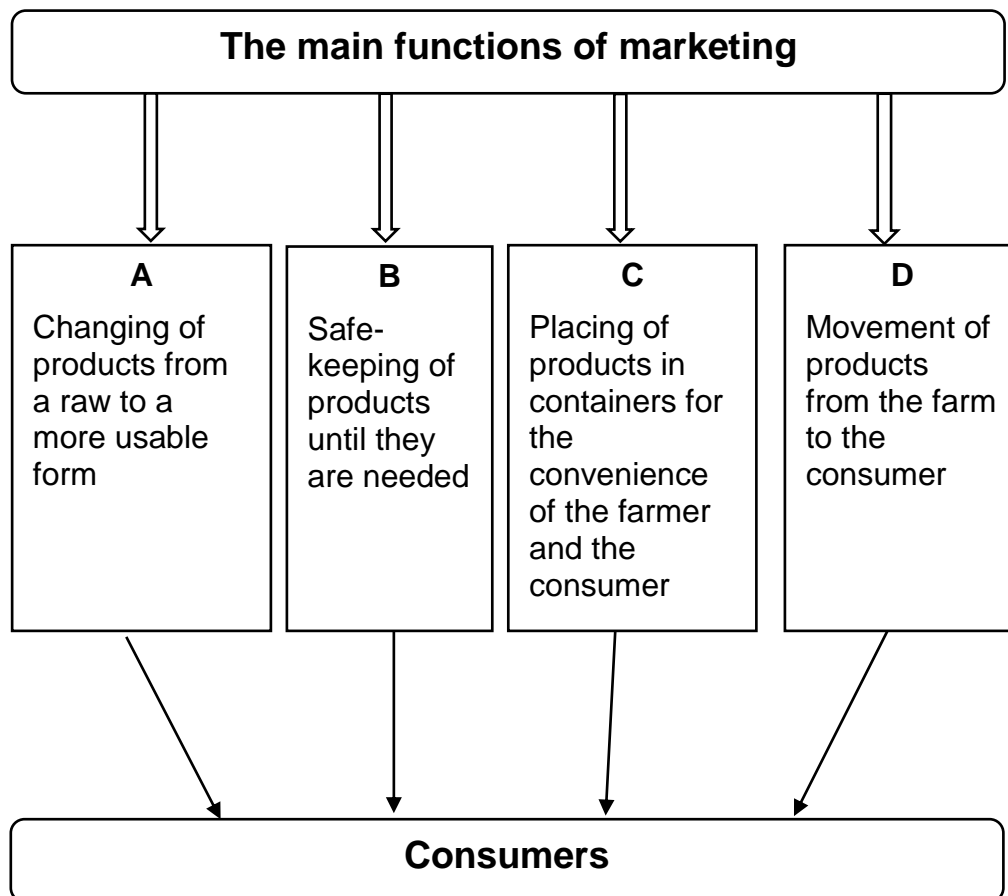 The main functions of marketing
A
Changing of
products from
a raw to a
more usable
form
B
Safe-
keeping of
products
until they
are needed
C
Placing of
products in
containers for
the
convenience
of the farmer
and the
consumer
D
Movement of
products
from the farm
to the
consumer
Consumers